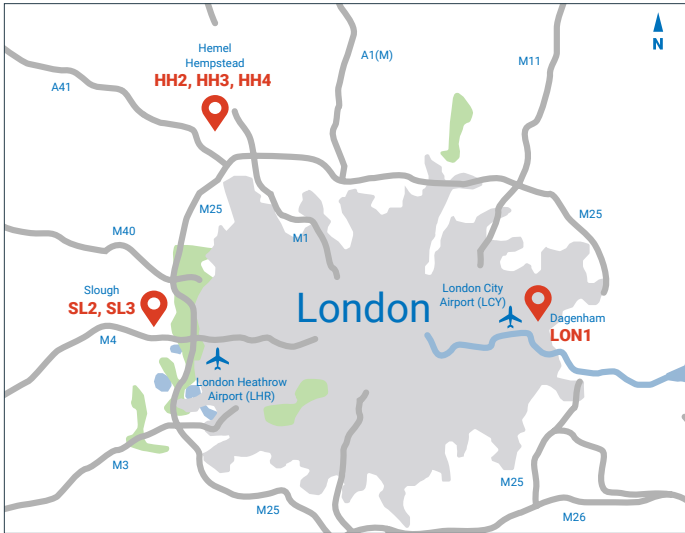 N
Hemel
Hempstead
HH2, HH3, HH4
A1(M)
M11
A41
M25
M25
M40
M1
Slough
SL2, SL3
London City
Airport (LCY)
London
Dagenham
LON1
M4
London Heathrow
Airport (LHR)
M3
M25
M25
M26